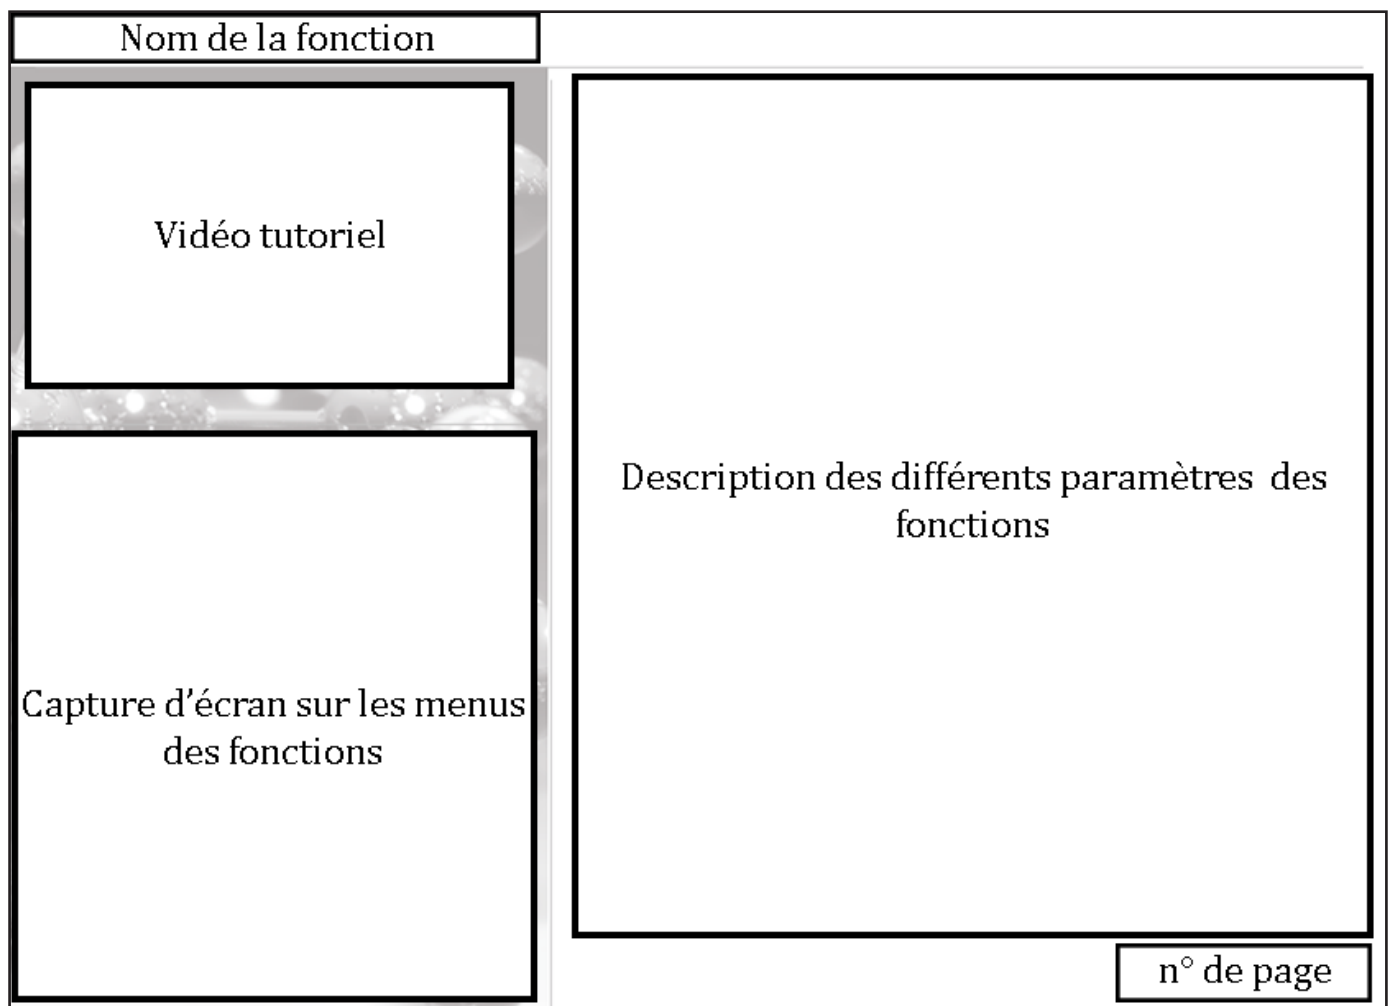 Nom de la fonction
Vidéo tutoriel
Capture d’écran sur les menus
des fonctions
Description des différents paramètres  des
fonctions
n° de page